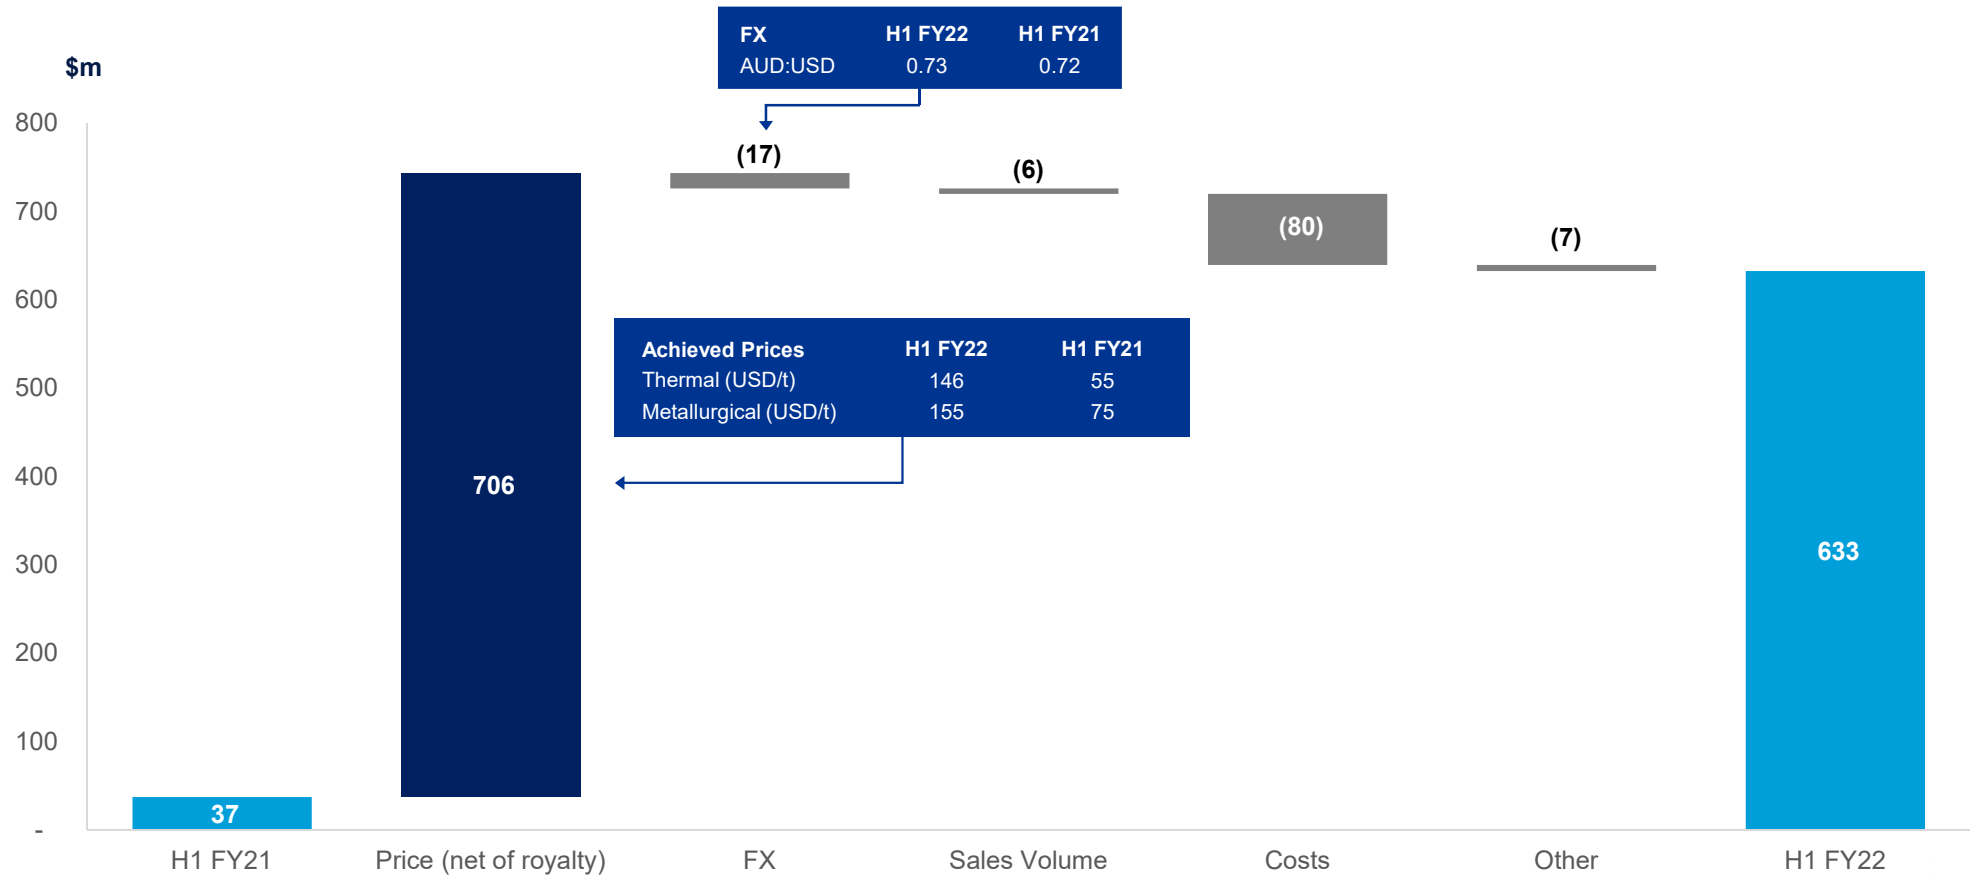 FX H1 FY22 H1 FY21
AUD:USD 0.73 0.72
$m
800
700
600
500
400
300
200
100
-
(17)
(6)
(80)
(7)
Achieved Prices H1 FY22 H1 FY21
Thermal (USD/t) 146 55
Metallurgical (USD/t) 155 75
706
633
37
H1 FY21 Price (net of royalty) FX Sales Volume Costs Other H1 FY22